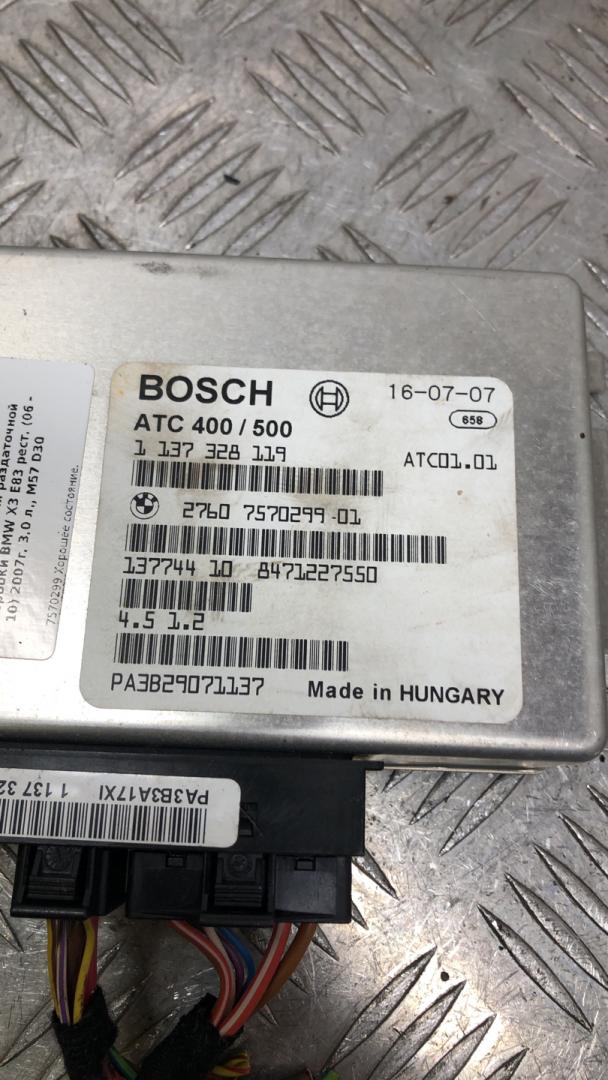 BOSCH 16-07-07
658
ATC 400 / 500
1 137 328 119 ATC01.01
2760 7570299-01
137744 10 8471227550
4.5 1.2
PA3B29071137 Made in HUNGARY
раздаточной
BMW X3 E83 рест. (06 -
10) 2007г. 3.0 л., M57 D30
7570299 Хорошее состояние.
PA3B3A17XI 1 137 32